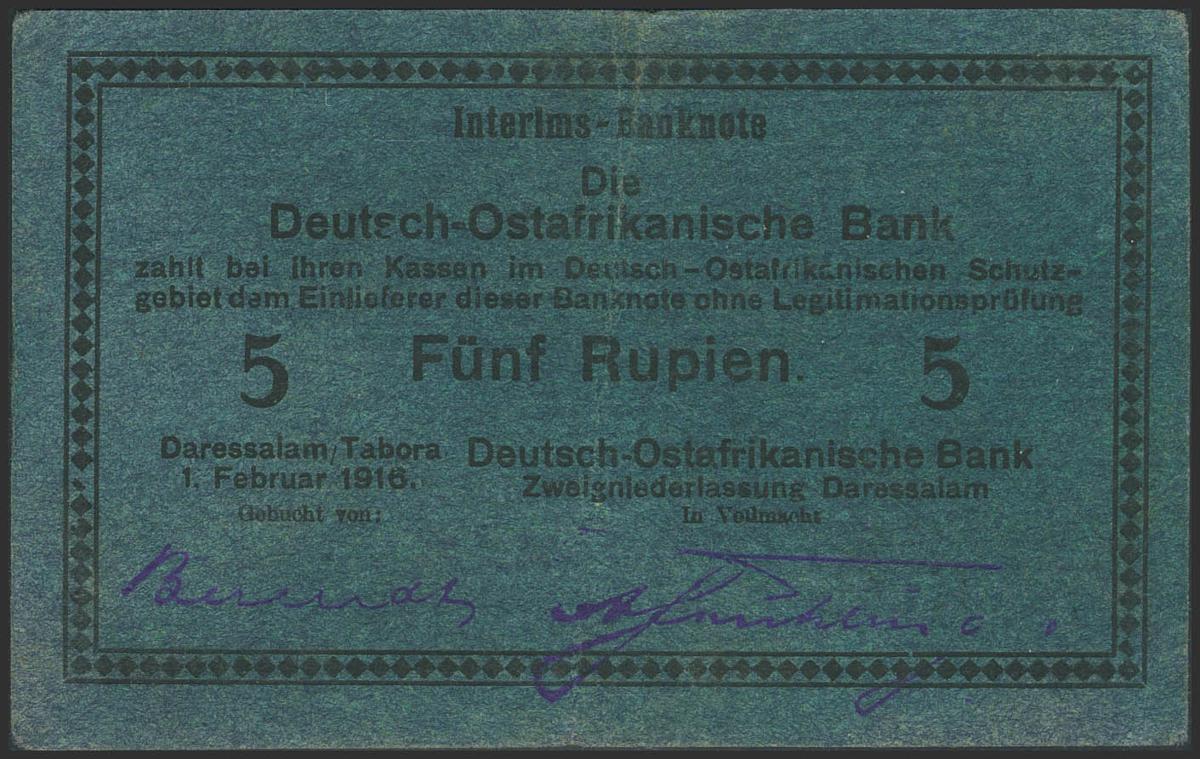 Interims-Banknote
Die
Deutsch-Ostafrikanische Bank
zahlt bei ihren Kassen im Deutsch-Ostafrikanischen Schutz-
gebiet dem Einlieferer dieser Banknote ohne Legitimationsprüfung
5 Fünf Rupien. 5
Daressalam/Tabora
1. Februar 1916.
Deutsch-Ostafrikanische Bank
Zweigniederlassung Daressalam
Gebucht von:
In Vollmacht
Berendt